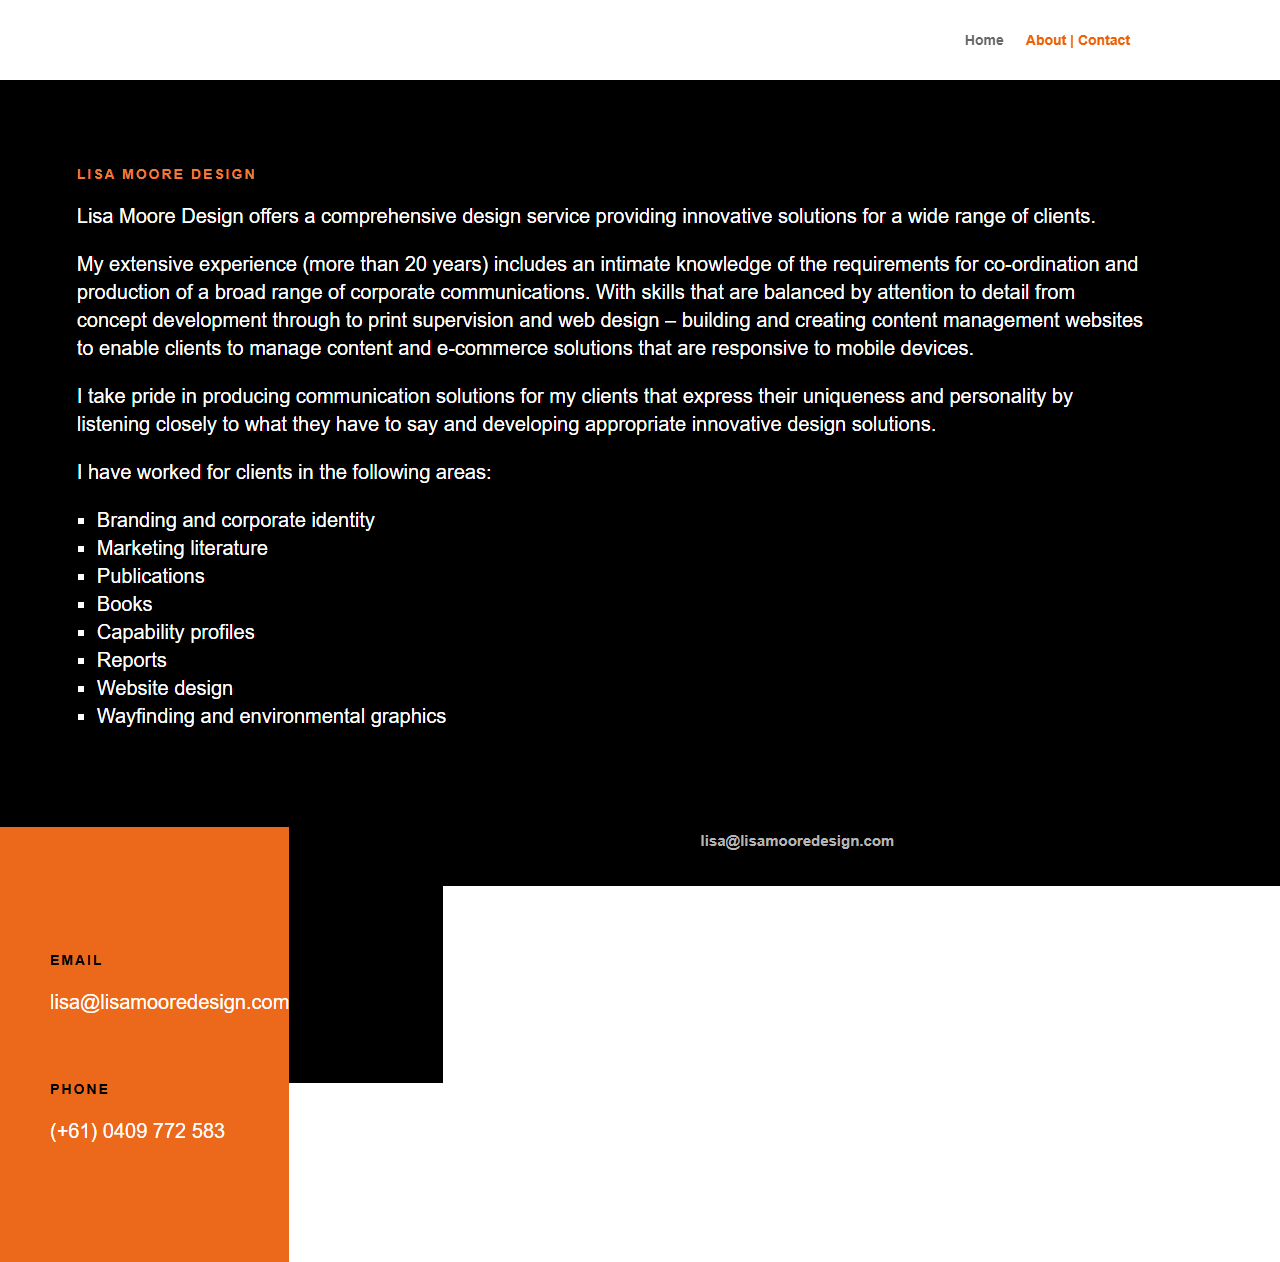 Home About | Contact
LISA MOORE DESIGN
Lisa Moore Design offers a comprehensive design service providing innovative solutions for a wide range of clients.
My extensive experience (more than 20 years) includes an intimate knowledge of the requirements for co-ordination and
production of a broad range of corporate communications. With skills that are balanced by attention to detail from
concept development through to print supervision and web design – building and creating content management websites
to enable clients to manage content and e-commerce solutions that are responsive to mobile devices.
I take pride in producing communication solutions for my clients that express their uniqueness and personality by
listening closely to what they have to say and developing appropriate innovative design solutions.
I have worked for clients in the following areas:
▪ Branding and corporate identity
▪ Marketing literature
▪ Publications
▪ Books
▪ Capability profiles
▪ Reports
▪ Website design
▪ Wayfinding and environmental graphics
lisa@lisamooredesign.com
EMAIL
lisa@lisamooredesign.com
PHONE
(+61) 0409 772 583